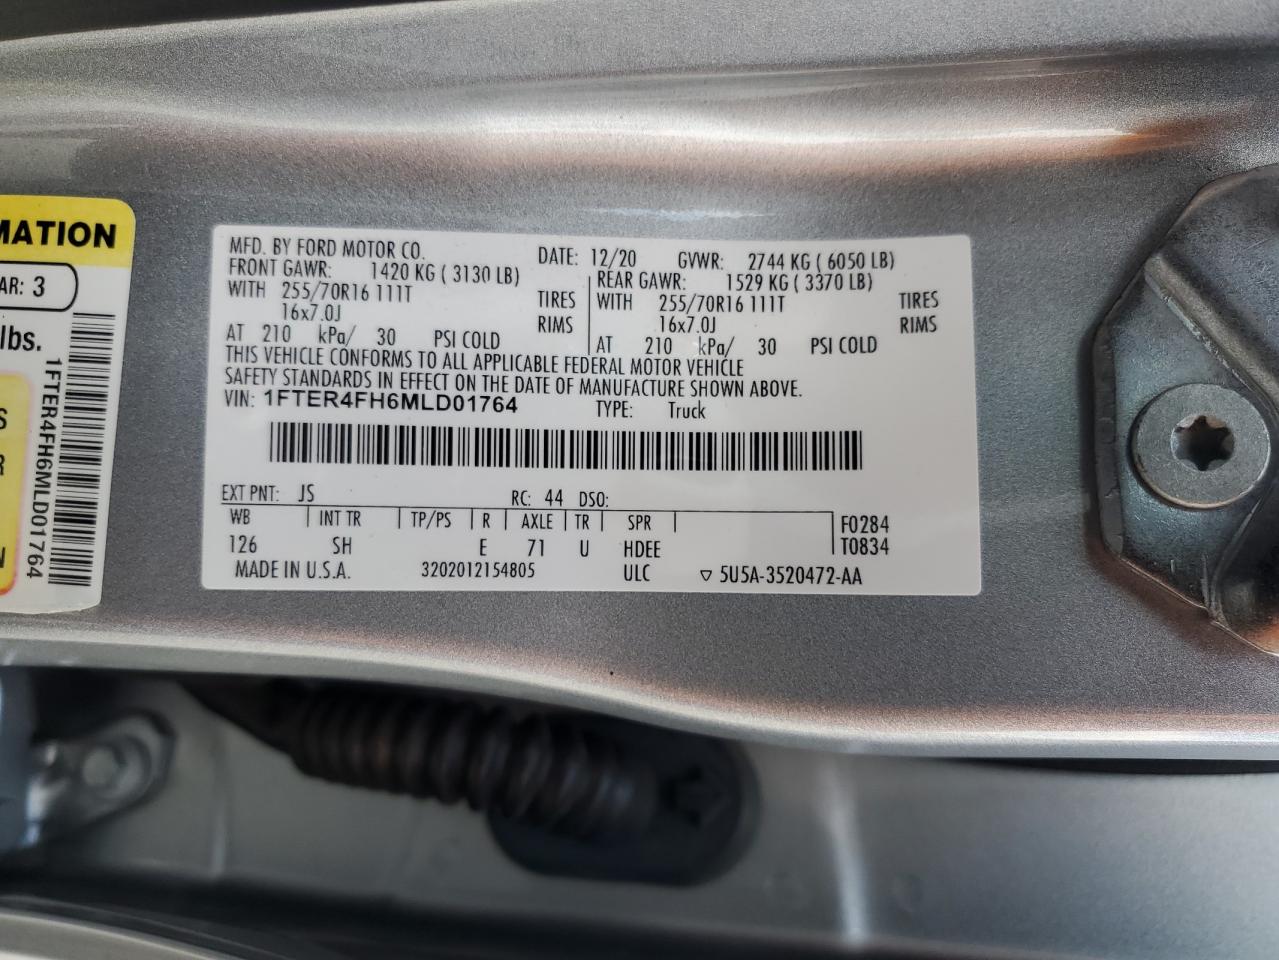 MATION
AR: 3
lbs.
1FTER4FH6MLD01764
S
R
N
MFD. BY FORD MOTOR CO. DATE: 12/20 GVWR: 2744 KG ( 6050 LB)
FRONT GAWR: 1420 KG ( 3130 LB) REAR GAWR: 1529 KG ( 3370 LB)
WITH 255/70R16 111T TIRES WITH 255/70R16 111T TIRES
16x7.0J RIMS 16x7.0J RIMS
AT 210 kPa/ 30 PSI COLD AT 210 kPa/ 30 PSI COLD
THIS VEHICLE CONFORMS TO ALL APPLICABLE FEDERAL MOTOR VEHICLE
SAFETY STANDARDS IN EFFECT ON THE DATE OF MANUFACTURE SHOWN ABOVE.
VIN: 1FTER4FH6MLD01764 TYPE: Truck
EXT PNT: JS RC: 44 DSO:
WB INT TR TP/PS R AXLE TR SPR F0284
126 SH E 71 U HDEE T0834
MADE IN U.S.A. 3202012154805 ULC ▽ 5U5A-3520472-AA